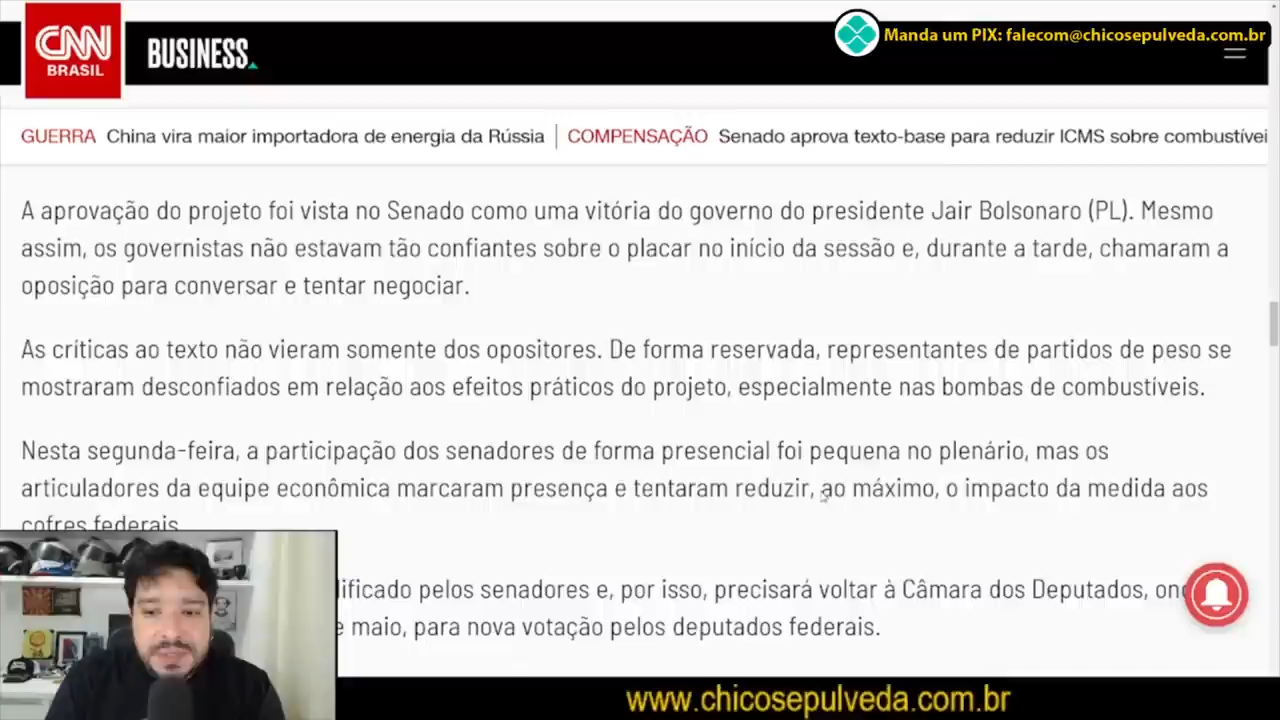 CNN
BRASIL
BUSINESS
Manda um PIX: falecom@chicosepulveda.com.br
GUERRA China vira maior importadora de energia da Rússia | COMPENSAÇÃO Senado aprova texto-base para reduzir ICMS sobre combustívei
A aprovação do projeto foi vista no Senado como uma vitória do governo do presidente Jair Bolsonaro (PL). Mesmo
assim, os governistas não estavam tão confiantes sobre o placar no início da sessão e, durante a tarde, chamaram a
oposição para conversar e tentar negociar.
As críticas ao texto não vieram somente dos opositores. De forma reservada, representantes de partidos de peso se
mostraram desconfiados em relação aos efeitos práticos do projeto, especialmente nas bombas de combustíveis.
Nesta segunda-feira, a participação dos senadores de forma presencial foi pequena no plenário, mas os
articuladores da equipe econômica marcaram presença e tentaram reduzir, ao máximo, o impacto da medida aos
cofres federais.
dificado pelos senadores e, por isso, precisará voltar à Câmara dos Deputados, on
e maio, para nova votação pelos deputados federais.
www.chicosepulveda.com.br